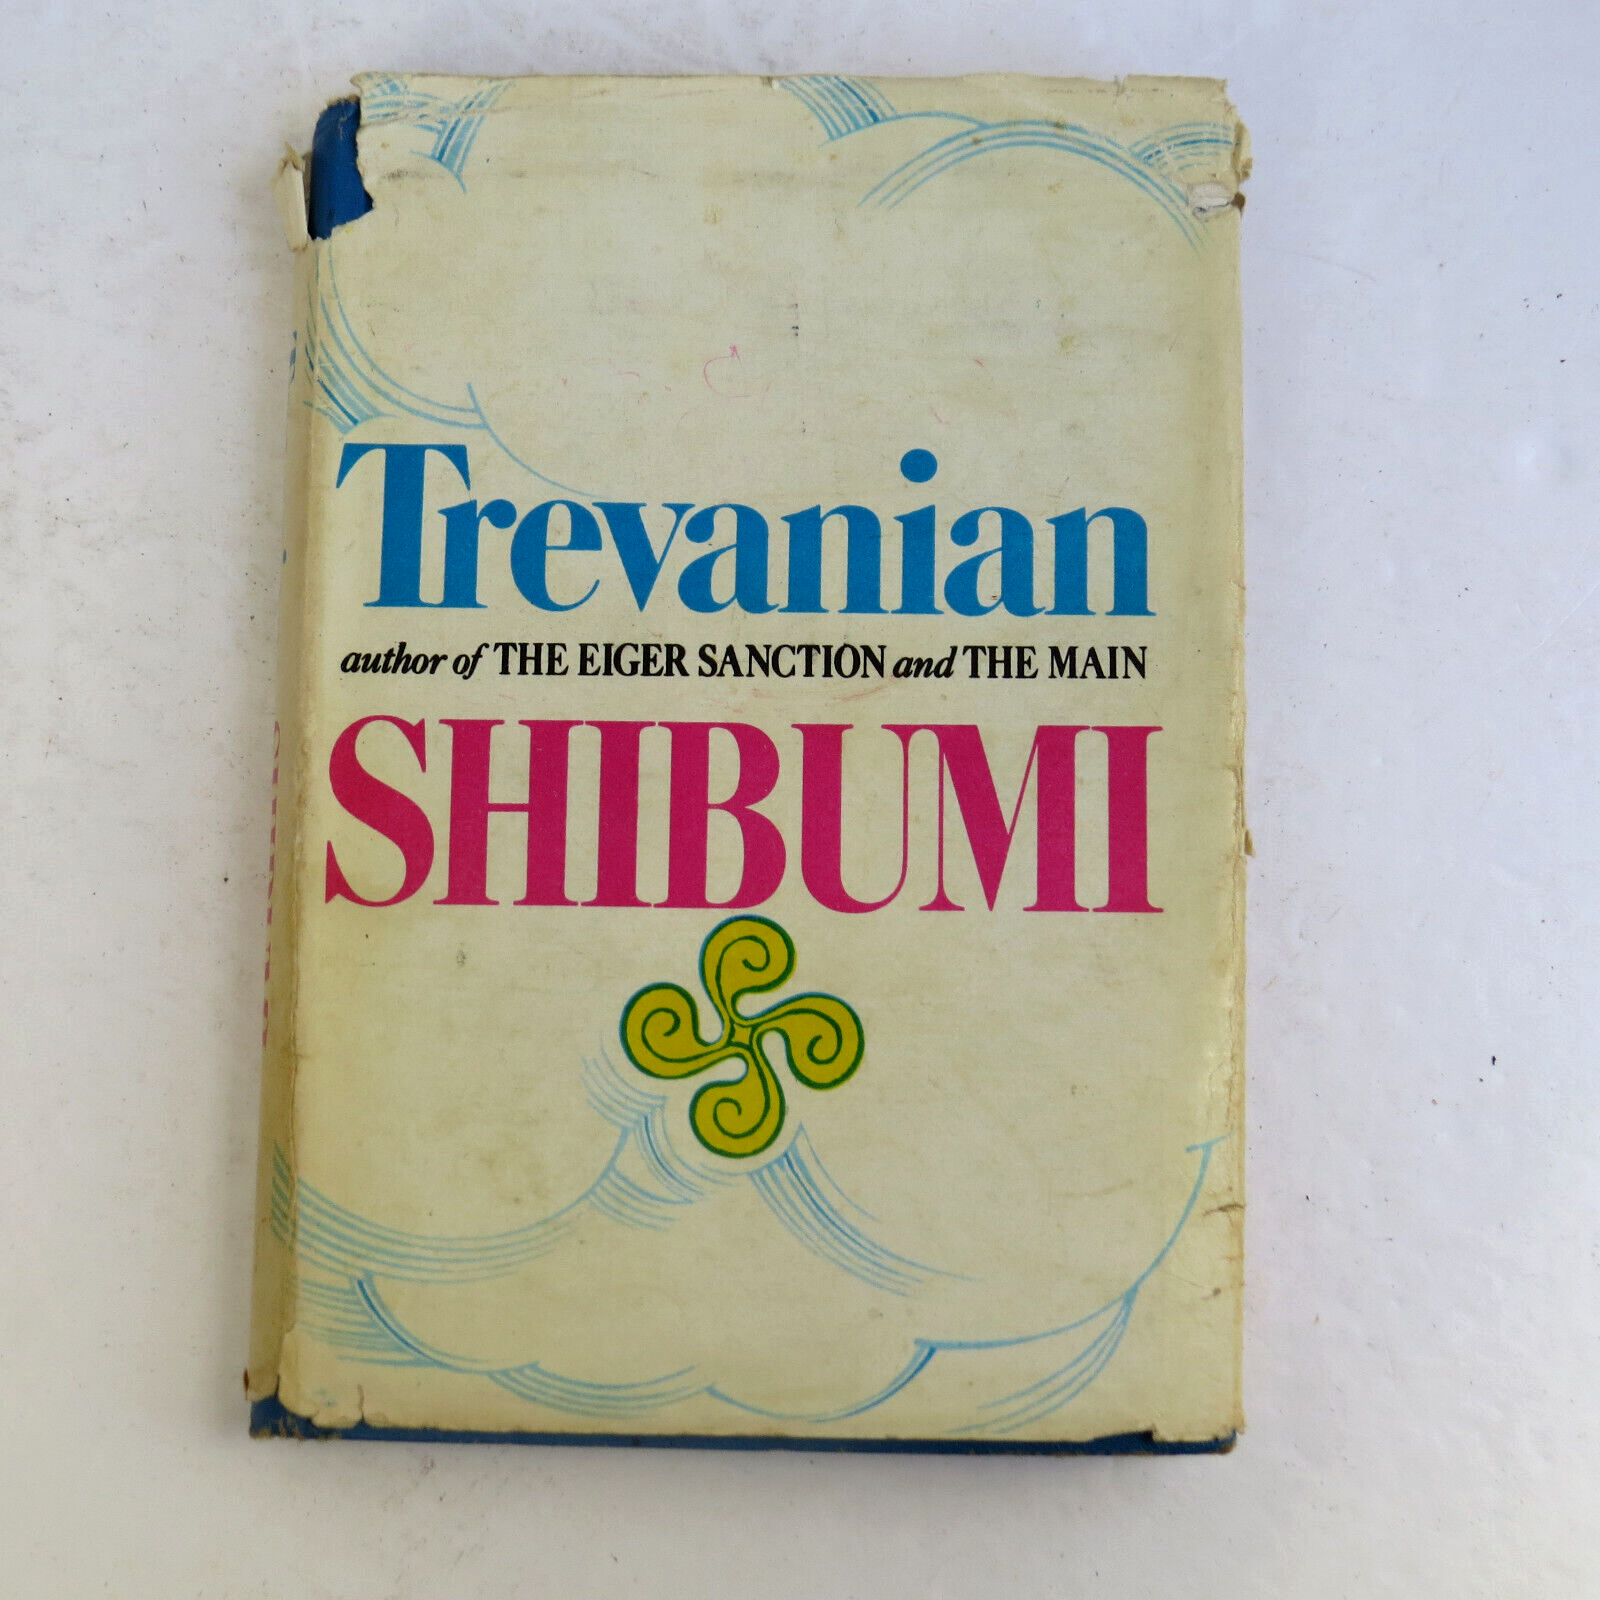 Trevanian
author of THE EIGER SANCTION and THE MAIN
SHIBUMI